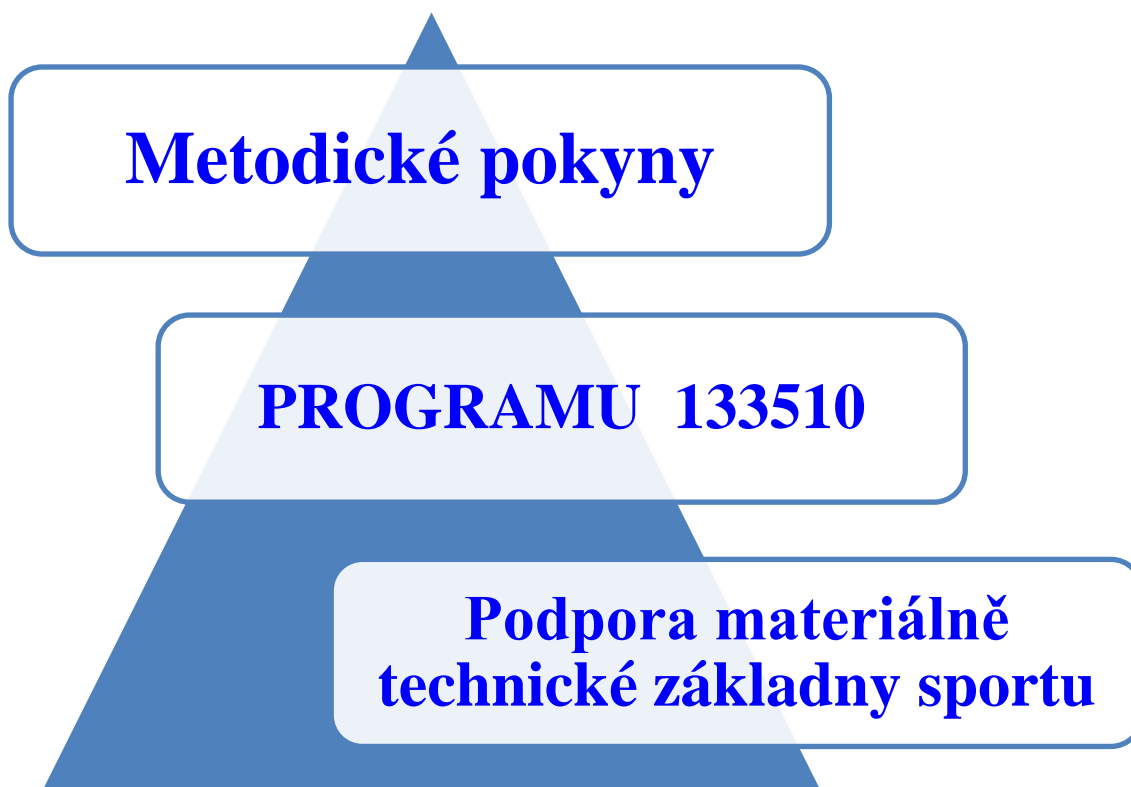 Metodické pokyny
PROGRAMU 133510
Podpora materiálně
technické základny sportu